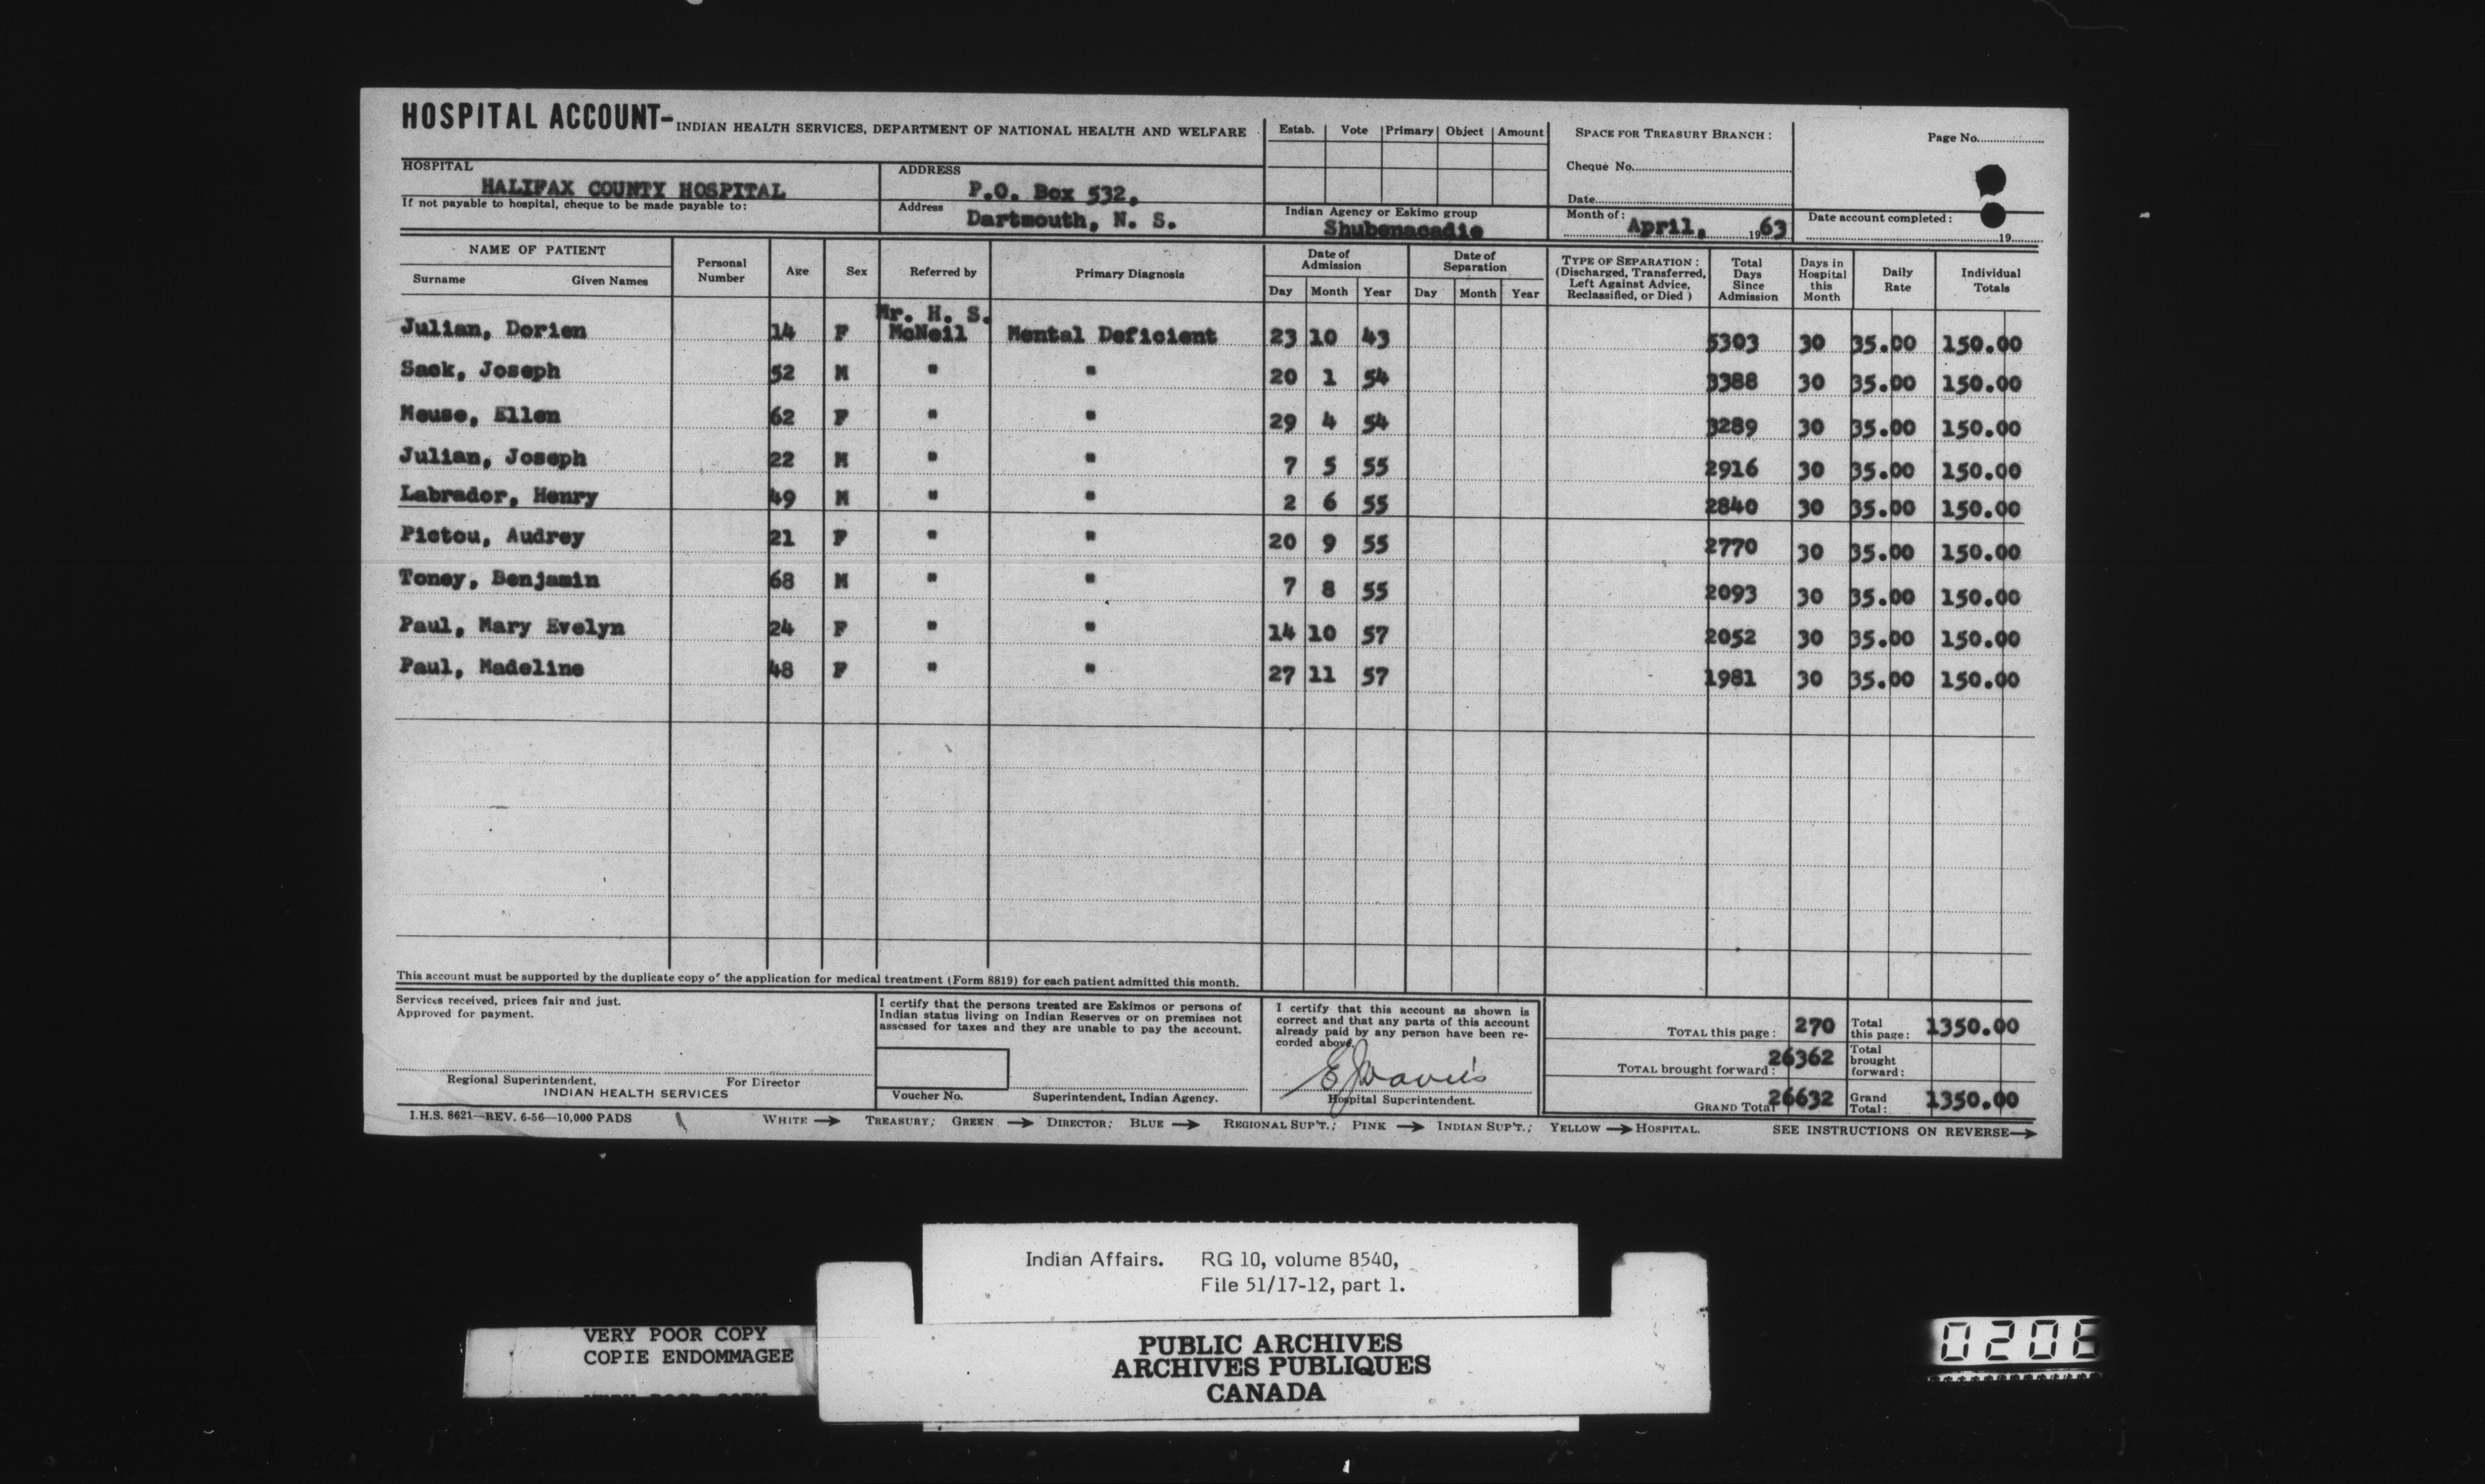 HOSPITAL ACCOUNT- INDIAN HEALTH SERVICES, DEPARTMENT OF NATIONAL HEALTH AND WELFARE
Estab. Vote Primary Object Amount
SPACE FOR TREASURY BRANCH:
Cheque No.
Date
Page No.
HOSPITAL
HALIFAX COUNTY HOSPITAL
If not payable to hospital, cheque to be made payable to:
ADDRESS
P.O. Box 532,
Address Dartmouth, N. S.
Indian Agency or Eskimo group
Shubenacadie
Month of: April, 1963
Date account completed:
19
NAME OF PATIENT
Surname Given Names
Personal Number
Age
Sex
Referred by
Primary Diagnosis
Date of Admission
Day Month Year
Date of Separation
Day Month Year
TYPE OF SEPARATION: (Discharged, Transferred, Left Against Advice, Reclassified, or Died)
Total Days Since Admission
Days in Hospital this Month
Daily Rate
Individual Totals
Julian, Dorien 14 F Mr. H. S. McNeil Mental Deficient 23 10 43 5303 30 35.00 150.00
Sack, Joseph 52 M " " 20 1 54 3388 30 35.00 150.00
Meuse, Ellen 62 F " " 29 4 54 3289 30 35.00 150.00
Julian, Joseph 22 M " " 7 5 55 2916 30 35.00 150.00
Labrador, Henry 49 M " " 2 6 55 2840 30 35.00 150.00
Pictou, Audrey 21 F " " 20 9 55 2770 30 35.00 150.00
Toney, Benjamin 68 M " " 7 8 55 2093 30 35.00 150.00
Paul, Mary Evelyn 24 F " " 14 10 57 2052 30 35.00 150.00
Paul, Madeline 48 F " " 27 11 57 1981 30 35.00 150.00
This account must be supported by the duplicate copy of the application for medical treatment (Form 8819) for each patient admitted this month.
Services received, prices fair and just.
Approved for payment.
Regional Superintendent, For Director
INDIAN HEALTH SERVICES
I certify that the persons treated are Eskimos or persons of
Indian status living on Indian Reserves or on premises not
assessed for taxes and they are unable to pay the account.
Voucher No. Superintendent, Indian Agency.
I certify that this account as shown is
correct and that any parts of this account
already paid by any person have been re-
corded above.
E J Davies
Hospital Superintendent.
TOTAL this page: 270 Total this page: 1350.00
TOTAL brought forward: 26362 Total brought forward:
GRAND Total 26632 Grand Total: 1350.00
I.H.S. 8621—REV. 6-56—10,000 PADS
WHITE → TREASURY; GREEN → DIRECTOR; BLUE → REGIONAL SUP'T.; PINK → INDIAN SUP'T.; YELLOW → HOSPITAL. SEE INSTRUCTIONS ON REVERSE→
Indian Affairs. RG 10, volume 8540,
File 51/17-12, part 1.
VERY POOR COPY
COPIE ENDOMMAGEE
VERY POOR COPY
PUBLIC ARCHIVES
ARCHIVES PUBLIQUES
CANADA
0206